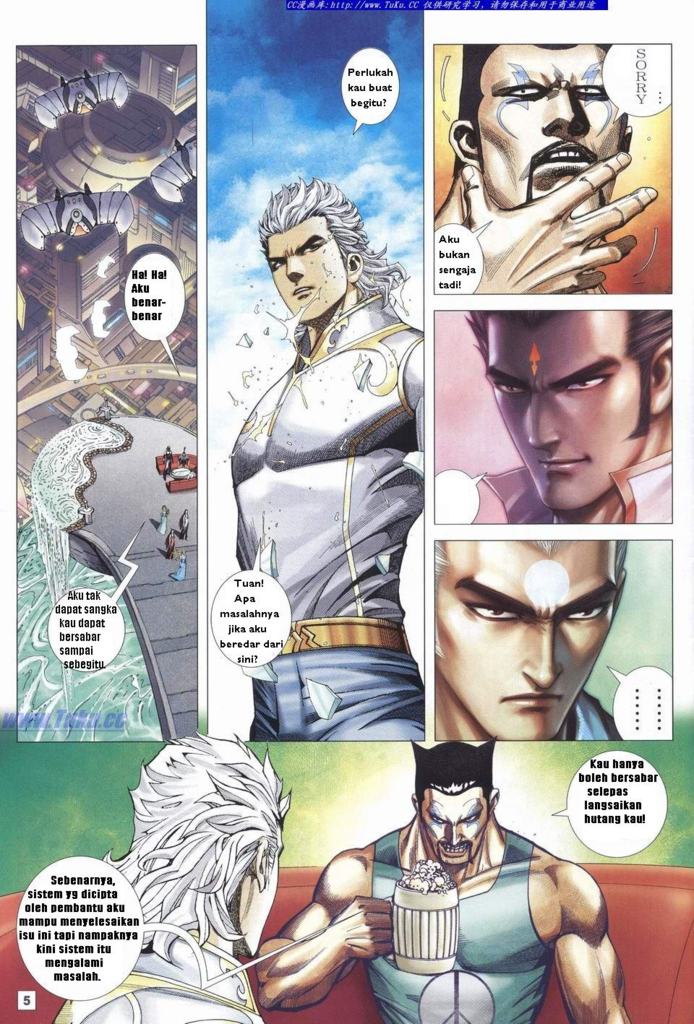 CC漫画库:http://www.TuKu.CC 仅供研究学习,请勿保存和用于商业用途
Ha! Ha!
Aku
benar-
benar
Aku tak
dapat sangka
kau dapat
bersabar
sampai
sebegitu.
www.Tuku.cc
Perlukah
kau buat
begitu?
Tuan!
Apa
masalahnya
jika aku
beredar dari
sini?
SORRY...
Aku
bukan
sengaja
tadi!
......
Kau hanya
boleh bersabar
selepas
langsaikan
hutang kau!
Sebenarnya,
sistem yg dicipta
oleh pembantu aku
mampu menyelesaikan
isu ini tapi nampaknya
kini sistem itu
mengalami
masalah.
5